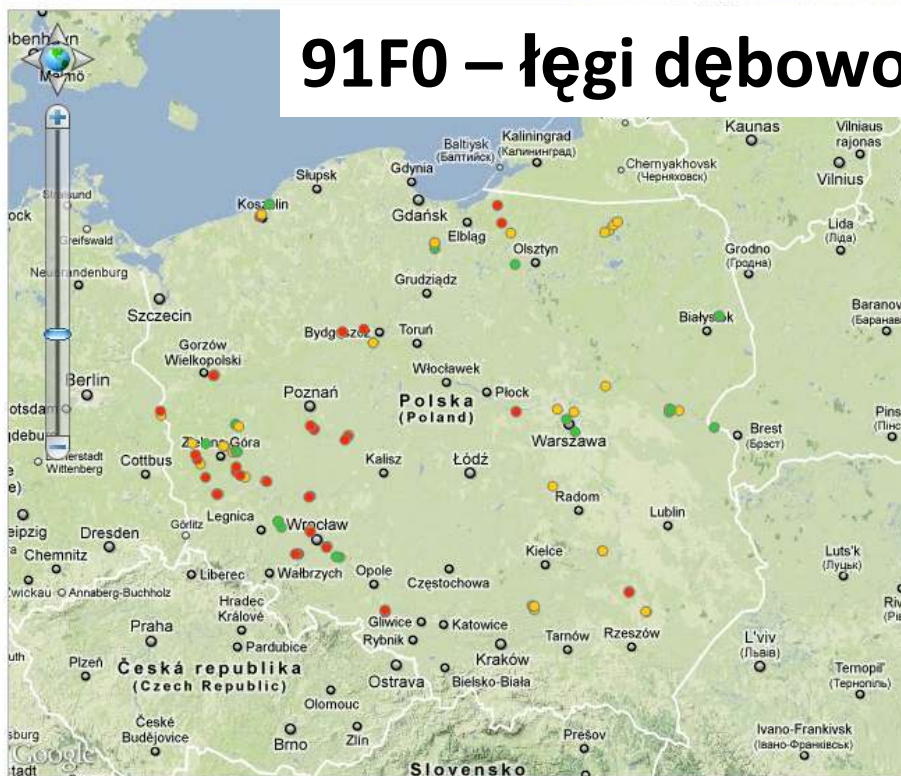 91F0 – łęgi dębowo
Malmö
Kaunas
Vilniaus
rajonas
Vilnius
Baltiysk
(Балтийск)
Kaliningrad
(Калининград)
Chernyakhovsk
(Черняховск)
Gdynia
Słupsk
Gdańsk
Koszalin
Elbląg
Olsztyn
Lida
(Ліда)
Grodno
(Гродна)
Greifswald
Neubrandenburg
Grudziądz
Szczecin
Białystok
Bydgoszcz
Toruń
Gorzów
Wielkopolski
Włocławek
Płock
Berlin
Poznań
Polska
(Poland)
Warszawa
Brest
(Брэст)
Zielona Góra
Wittenberg
Cottbus
Kalisz
Łódź
Radom
Lublin
Legnica
Wrocław
Görlitz
Dresden
Chemnitz
Kielce
Luts'k
(Луцьк)
Liberec
Wałbrzych
Opole
Częstochowa
Annaberg-Buchholz
Hradec
Králové
Gliwice
Katowice
Rybnik
Tarnów
Rzeszów
L'viv
(Львів)
Praha
Pardubice
Kraków
Plzeň
Česká republika
(Czech Republic)
Ostrava
Bielsko-Biała
Ternopil'
(Тернопіль)
Olomouc
České
Budějovice
Brno
Zlín
Prešov
Ivano-Frankivsk
(Івано-Франківськ)
Google
Slovensko